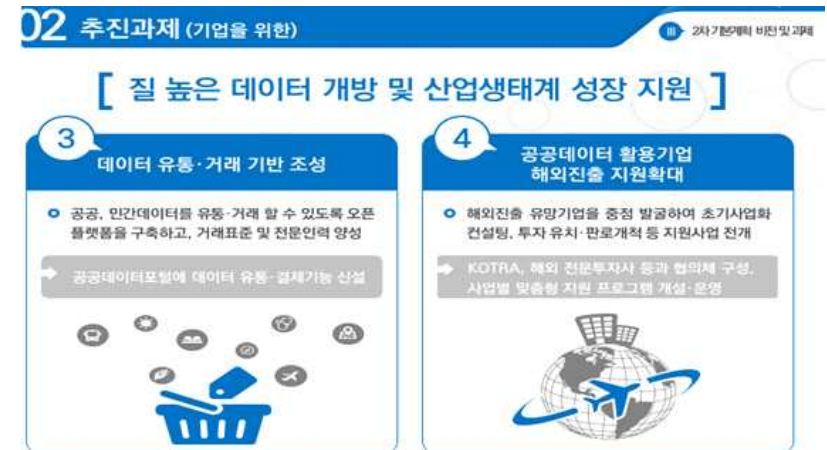 02 추진과제 (기업을 위한)
III 2차 기본계획 비전 및 과제
[ 질 높은 데이터 개방 및 산업생태계 성장 지원 ]
3
데이터 유통·거래 기반 조성
공공, 민간데이터를 유통·거래 할 수 있도록 오픈
플랫폼을 구축하고, 거래표준 및 전문인력 양성
공공데이터포털에 데이터 유통·결제기능 신설
4
공공데이터 활용기업
해외진출 지원확대
해외진출 유망기업을 중점 발굴하여 초기사업화
컨설팅, 투자 유치·판로개척 등 지원사업 전개
KOTRA, 해외 전문투자사 등과 협의체 구성,
사업별 맞춤형 지원 프로그램 개설·운영